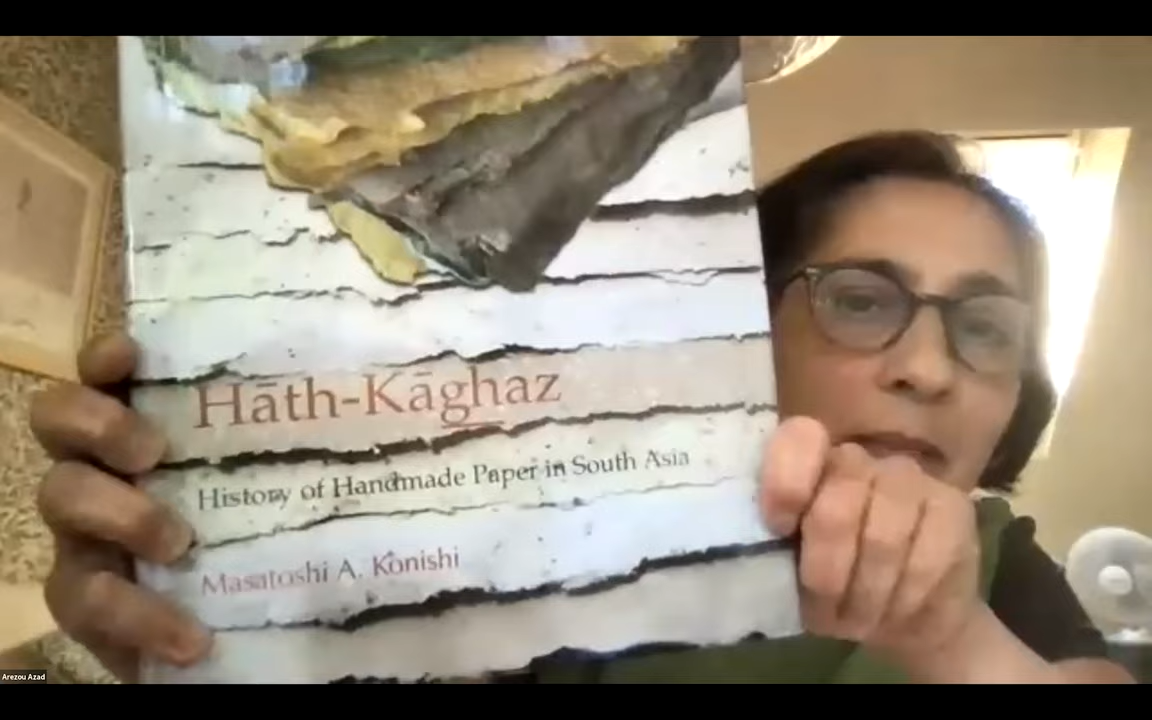 Hāth-Kāghaz
History of Handmade Paper in South Asia
Masatoshi A. Konishi
Arezou Azad